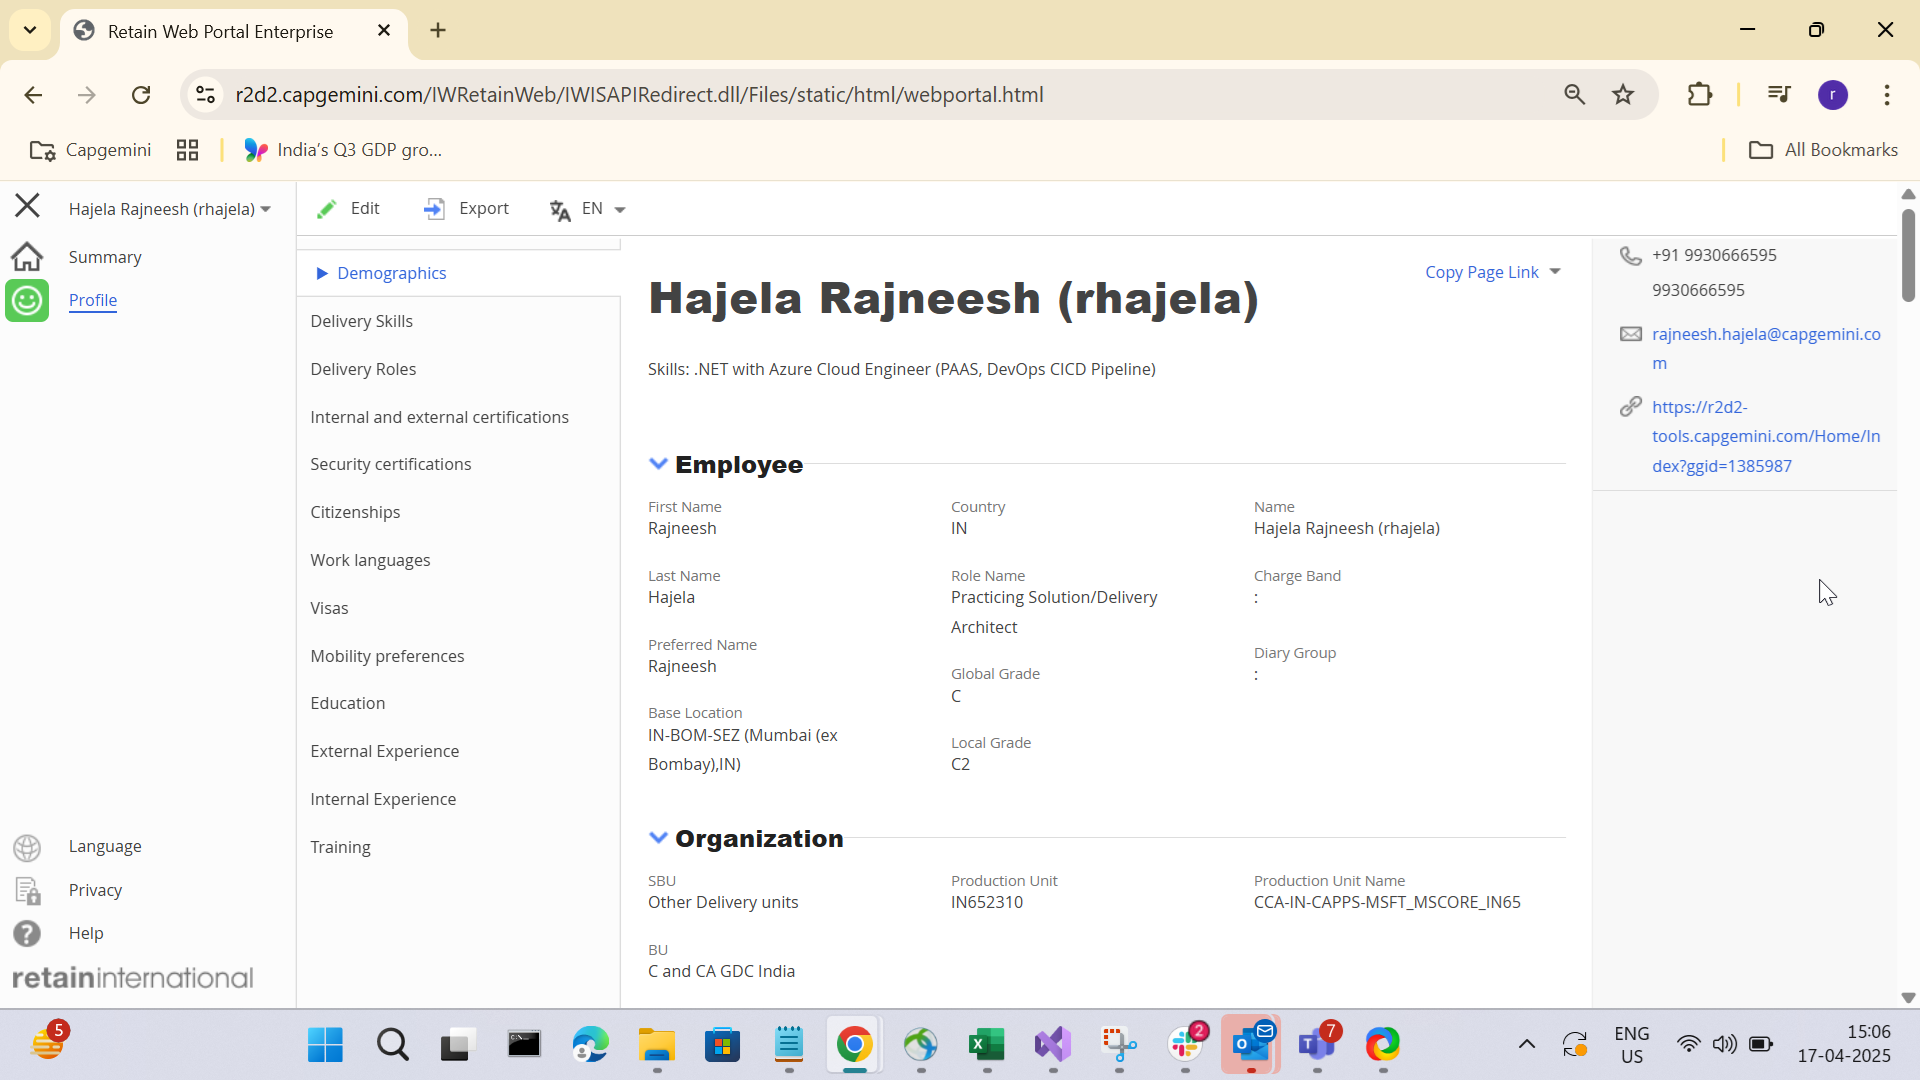 Retain Web Portal Enterprise
r2d2.capgemini.com/IWRetainWeb/IWISAPIRedirect.dll/Files/static/html/webportal.html
r
Capgemini
India's Q3 GDP gro...
All Bookmarks
Hajela Rajneesh (rhajela)
Summary
Profile
Language
Privacy
Help
retaininternational
Edit
Export
EN
Demographics
Delivery Skills
Delivery Roles
Internal and external certifications
Security certifications
Citizenships
Work languages
Visas
Mobility preferences
Education
External Experience
Internal Experience
Training
Copy Page Link
Hajela Rajneesh (rhajela)
Skills: .NET with Azure Cloud Engineer (PAAS, DevOps CICD Pipeline)
Employee
First Name
Rajneesh
Last Name
Hajela
Preferred Name
Rajneesh
Base Location
IN-BOM-SEZ (Mumbai (ex
Bombay),IN)
Country
IN
Role Name
Practicing Solution/Delivery
Architect
Global Grade
C
Local Grade
C2
Name
Hajela Rajneesh (rhajela)
Charge Band
:
Diary Group
:
Organization
SBU
Other Delivery units
BU
C and CA GDC India
Production Unit
IN652310
Production Unit Name
CCA-IN-CAPPS-MSFT_MSCORE_IN65
+91 9930666595
9930666595
rajneesh.hajela@capgemini.co
m
https://r2d2-
tools.capgemini.com/Home/In
dex?ggid=1385987
5
2
7
ENG
US
15:06
17-04-2025